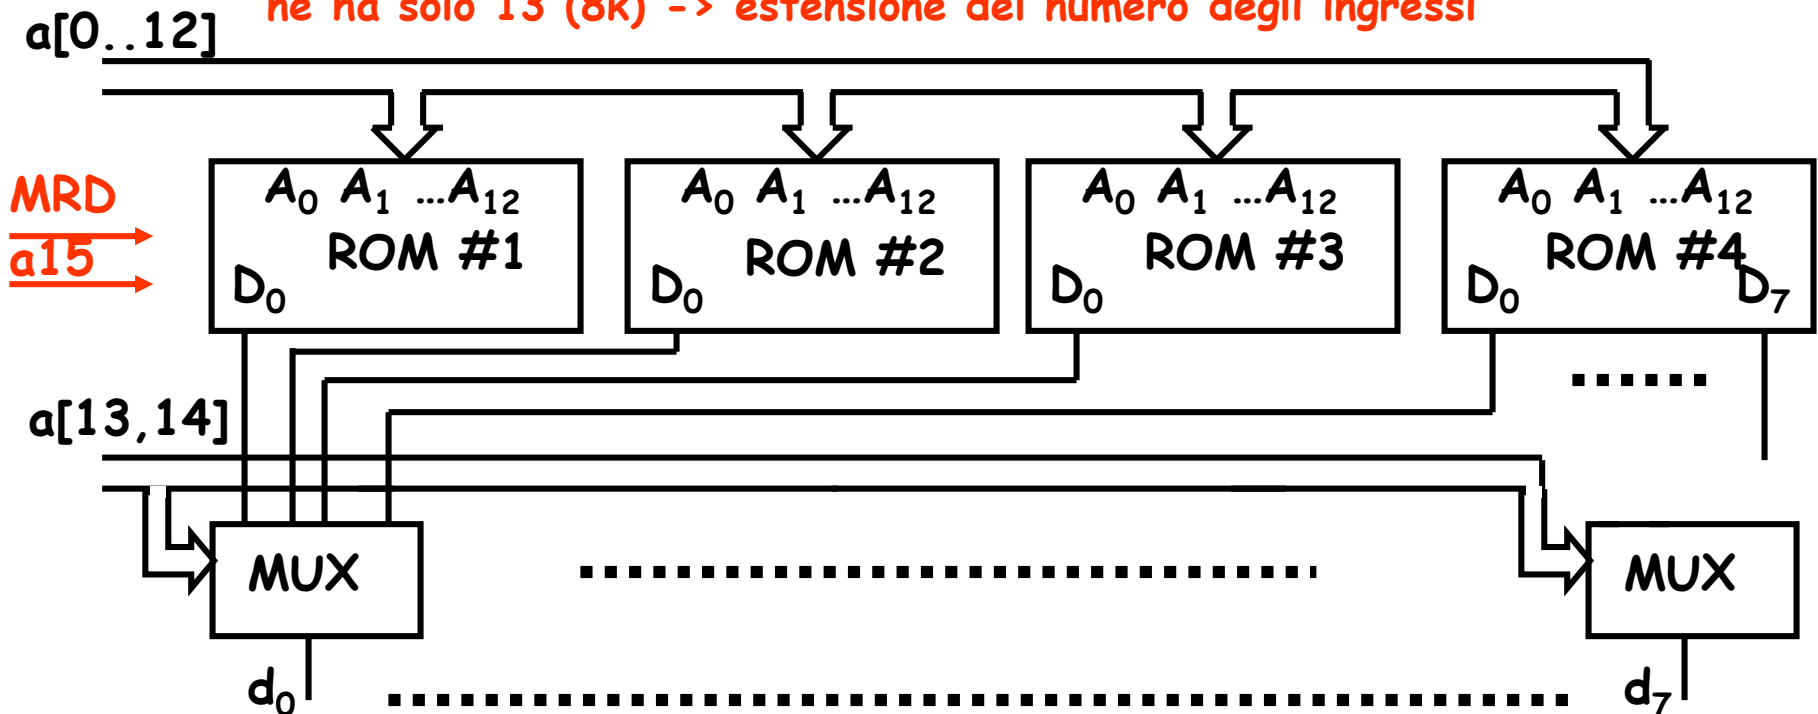 ne ha solo 13 (8k) -> estensione del numero degli ingressi
a[0..12]
MRD
a15
A0 A1 ...A12
ROM #1
D0
A0 A1 ...A12
ROM #2
D0
A0 A1 ...A12
ROM #3
D0
A0 A1 ...A12
ROM #4
D0
D7
a[13,14]
MUX
MUX
d0
d7